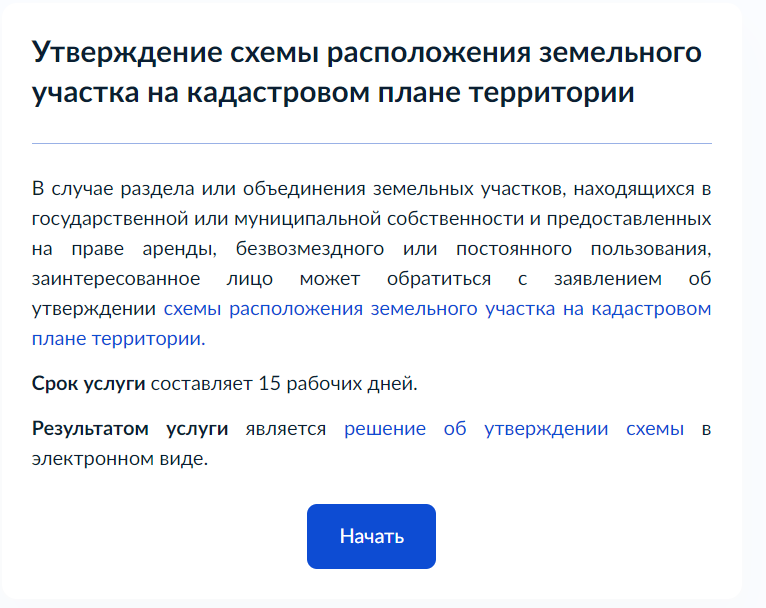 Утверждение схемы расположения земельного
участка на кадастровом плане территории
В случае раздела или объединения земельных участков, находящихся в
государственной или муниципальной собственности и предоставленных
на праве аренды, безвозмездного или постоянного пользования,
заинтересованное лицо может обратиться с заявлением об
утверждении схемы расположения земельного участка на кадастровом
плане территории.
Срок услуги составляет 15 рабочих дней.
Результатом услуги является решение об утверждении схемы в
электронном виде.
Начать